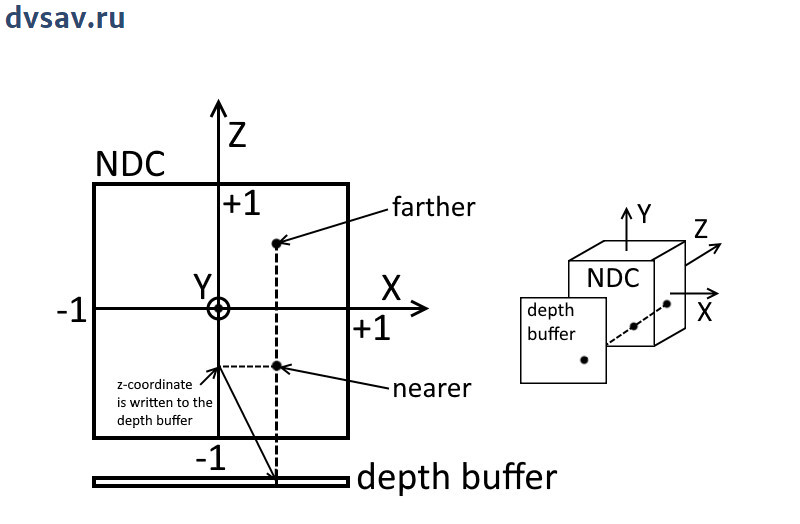 dvsav.ru
Z
NDC
+1
farther
Y
X
-1
+1
z-coordinate
is written to the
depth buffer
nearer
-1
depth buffer
Y
Z
NDC
X
depth
buffer